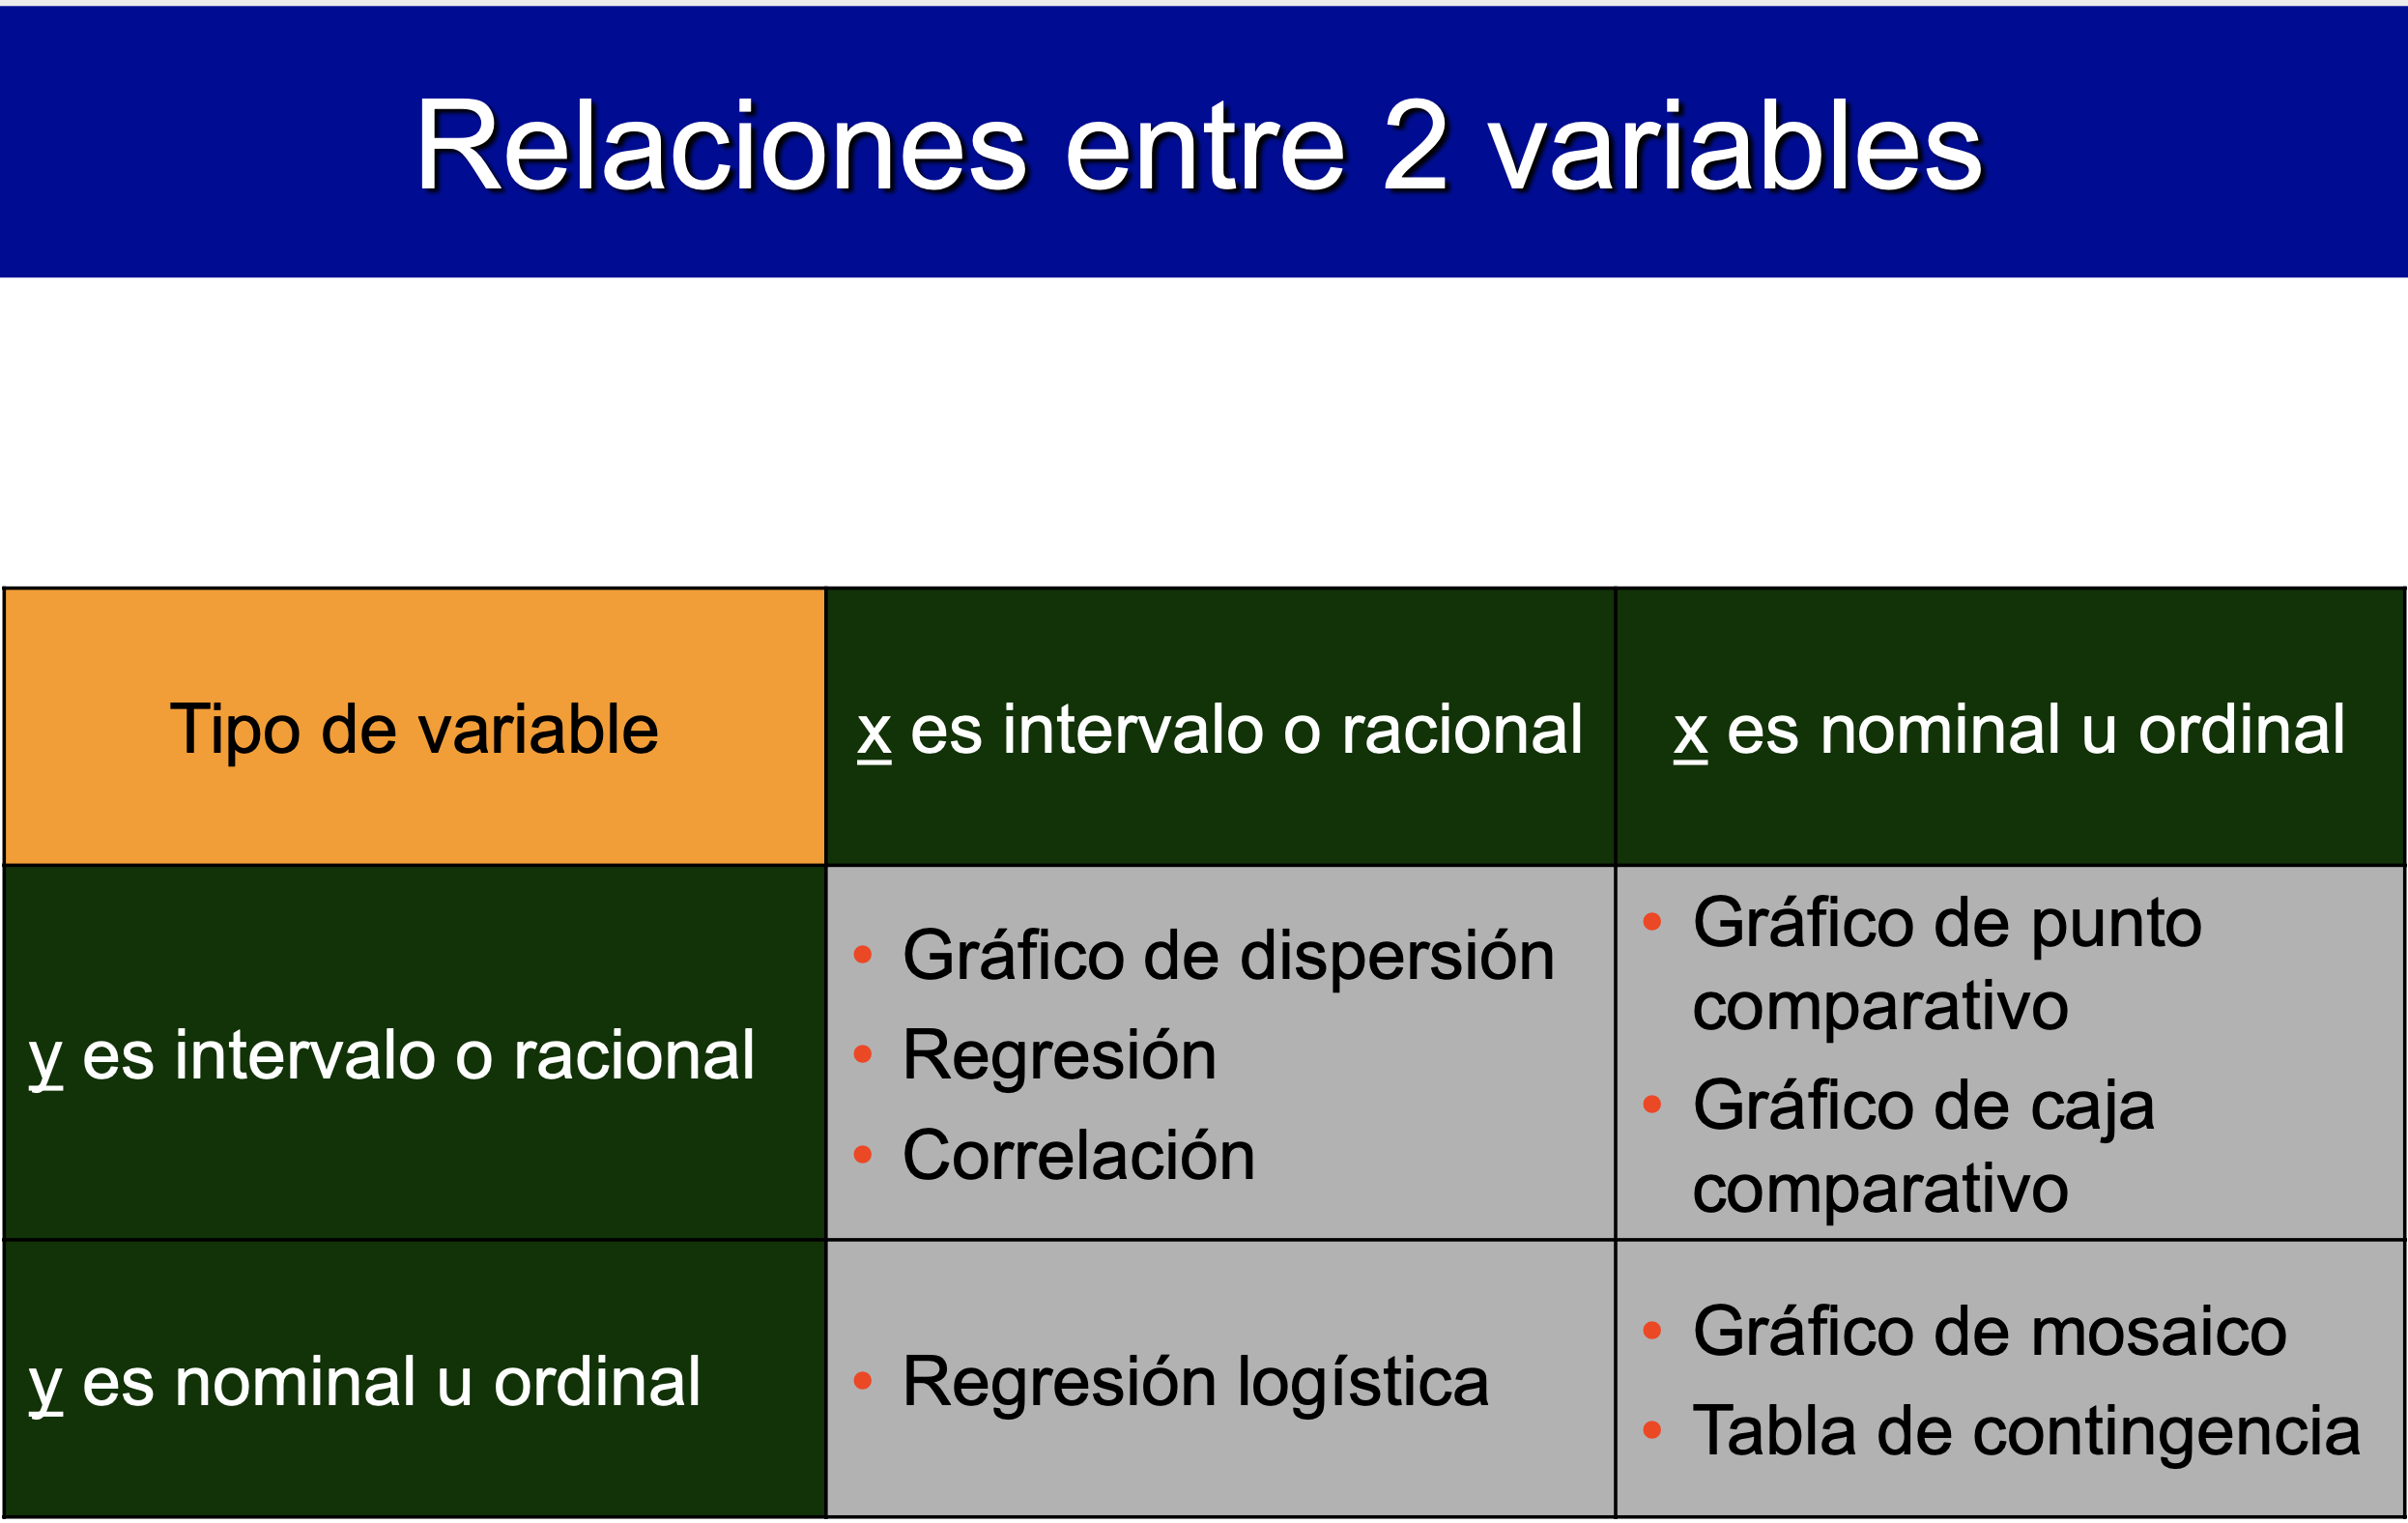 Relaciones entre 2 variables
Tipo de variable
x es intervalo o racional
x es nominal u ordinal
y es intervalo o racional
• Gráfico de dispersión
• Regresión
• Correlación
• Gráfico de punto
comparativo
• Gráfico de caja
comparativo
y es nominal u ordinal
• Regresión logística
• Gráfico de mosaico
• Tabla de contingencia